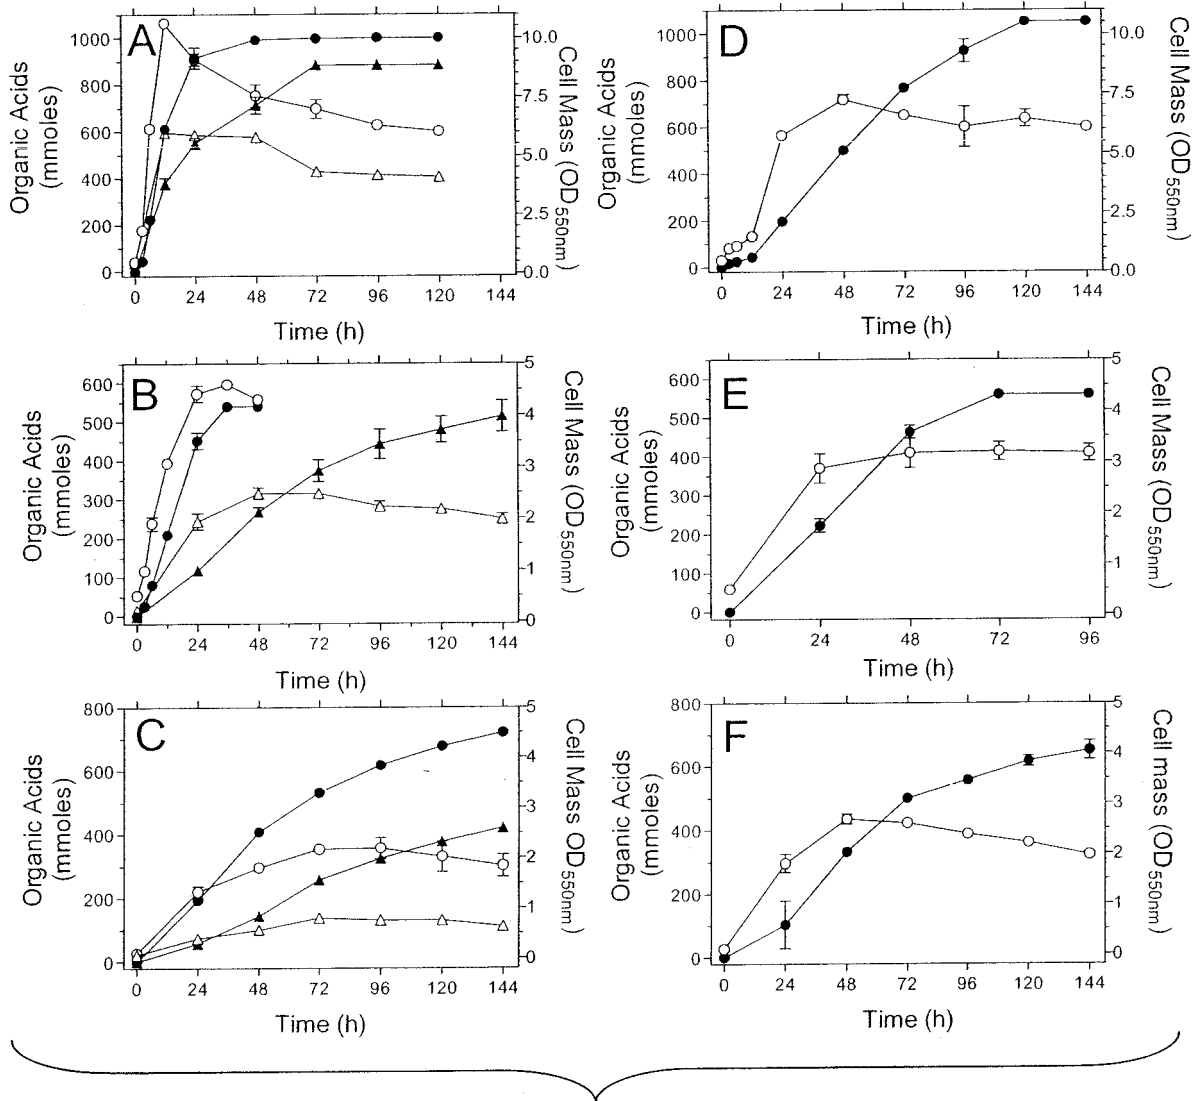 A
Organic Acids
(mmoles)
1000
800
600
400
200
0
10.0
7.5
5.0
2.5
0.0
Cell Mass (OD550nm)
0 24 48 72 96 120 144
Time (h)
D
Organic Acids
(mmoles)
1000
800
600
400
200
0
10.0
7.5
5.0
2.5
0.0
Cell Mass (OD550nm)
0 24 48 72 96 120 144
Time (h)
B
Organic Acids
(mmoles)
600
500
400
300
200
100
0
5
4
3
2
1
0
Cell Mass (OD550nm)
0 24 48 72 96 120 144
Time (h)
E
Organic Acids
(mmoles)
600
500
400
300
200
100
0
5
4
3
2
1
0
Cell Mass (OD550nm)
0 24 48 72 96
Time (h)
C
Organic Acids
(mmoles)
800
600
400
200
0
5
4
3
2
1
0
Cell Mass OD550nm)
0 24 48 72 96 120 144
Time (h)
F
Organic Acids
(mmoles)
800
600
400
200
0
5
4
3
2
1
0
Cell mass (OD550nm)
0 24 48 72 96 120 144
Time (h)